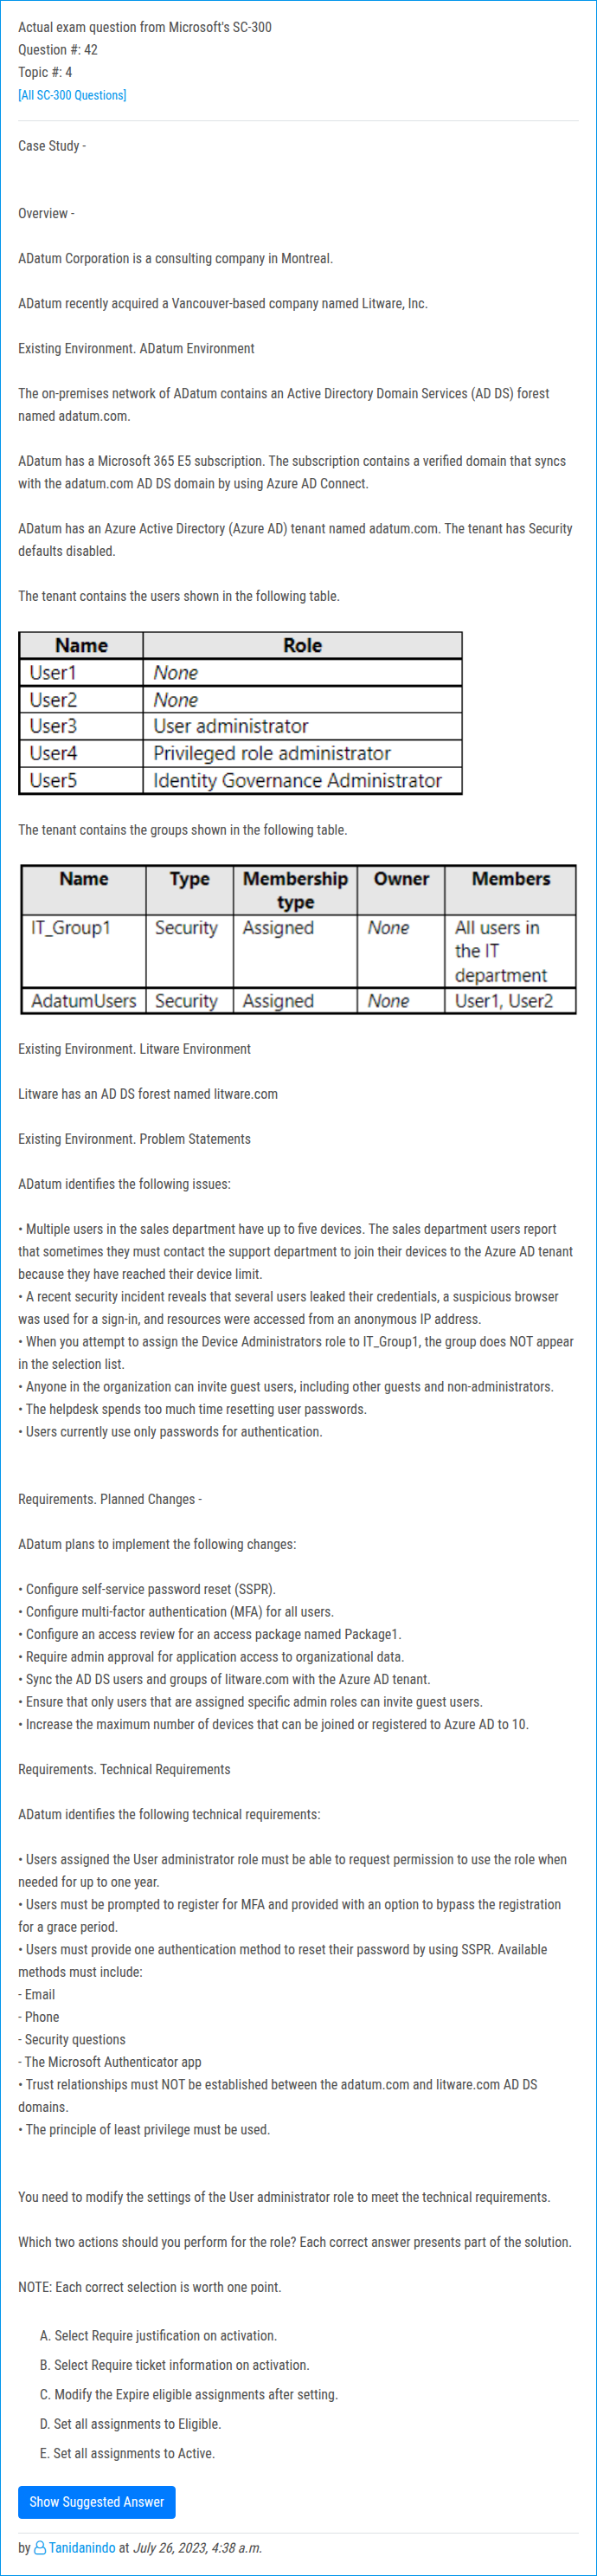 Actual exam question from Microsoft's SC-300
Question #: 42
Topic #: 4
[All SC-300 Questions]
Case Study -
Overview -
ADatum Corporation is a consulting company in Montreal.
ADatum recently acquired a Vancouver-based company named Litware, Inc.
Existing Environment. ADatum Environment
The on-premises network of ADatum contains an Active Directory Domain Services (AD DS) forest
named adatum.com.
ADatum has a Microsoft 365 E5 subscription. The subscription contains a verified domain that syncs
with the adatum.com AD DS domain by using Azure AD Connect.
ADatum has an Azure Active Directory (Azure AD) tenant named adatum.com. The tenant has Security
defaults disabled.
The tenant contains the users shown in the following table.
Name Role
User1 None
User2 None
User3 User administrator
User4 Privileged role administrator
User5 Identity Governance Administrator
The tenant contains the groups shown in the following table.
Name Type Membership Owner Members
type
IT_Group1 Security Assigned None All users in
the IT
department
AdatumUsers Security Assigned None User1, User2
Existing Environment. Litware Environment
Litware has an AD DS forest named litware.com
Existing Environment. Problem Statements
ADatum identifies the following issues:
• Multiple users in the sales department have up to five devices. The sales department users report
that sometimes they must contact the support department to join their devices to the Azure AD tenant
because they have reached their device limit.
• A recent security incident reveals that several users leaked their credentials, a suspicious browser
was used for a sign-in, and resources were accessed from an anonymous IP address.
• When you attempt to assign the Device Administrators role to IT_Group1, the group does NOT appear
in the selection list.
• Anyone in the organization can invite guest users, including other guests and non-administrators.
• The helpdesk spends too much time resetting user passwords.
• Users currently use only passwords for authentication.
Requirements. Planned Changes -
ADatum plans to implement the following changes:
• Configure self-service password reset (SSPR).
• Configure multi-factor authentication (MFA) for all users.
• Configure an access review for an access package named Package1.
• Require admin approval for application access to organizational data.
• Sync the AD DS users and groups of litware.com with the Azure AD tenant.
• Ensure that only users that are assigned specific admin roles can invite guest users.
• Increase the maximum number of devices that can be joined or registered to Azure AD to 10.
Requirements. Technical Requirements
ADatum identifies the following technical requirements:
• Users assigned the User administrator role must be able to request permission to use the role when
needed for up to one year.
• Users must be prompted to register for MFA and provided with an option to bypass the registration
for a grace period.
• Users must provide one authentication method to reset their password by using SSPR. Available
methods must include:
- Email
- Phone
- Security questions
- The Microsoft Authenticator app
• Trust relationships must NOT be established between the adatum.com and litware.com AD DS
domains.
• The principle of least privilege must be used.
You need to modify the settings of the User administrator role to meet the technical requirements.
Which two actions should you perform for the role? Each correct answer presents part of the solution.
NOTE: Each correct selection is worth one point.
A. Select Require justification on activation.
B. Select Require ticket information on activation.
C. Modify the Expire eligible assignments after setting.
D. Set all assignments to Eligible.
E. Set all assignments to Active.
Show Suggested Answer
by Tanidanindo at July 26, 2023, 4:38 a.m.